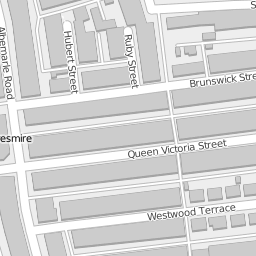 Albemarle Road
Hubert Street
Ruby Street
Brunswick Stre
esmire
Queen Victoria Street
Westwood Terrace